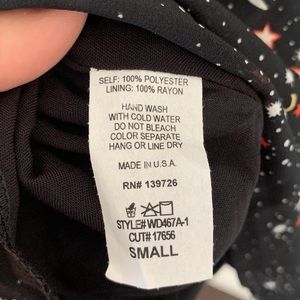 SELF: 100% POLYESTER
LINING: 100% RAYON
HAND WASH
WITH COLD WATER
DO NOT BLEACH
COLOR SEPARATE
HANG OR LINE DRY
MADE IN U.S.A.
RN# 139726
STYLE# WD467A-1
CUT# 17656
SMALL